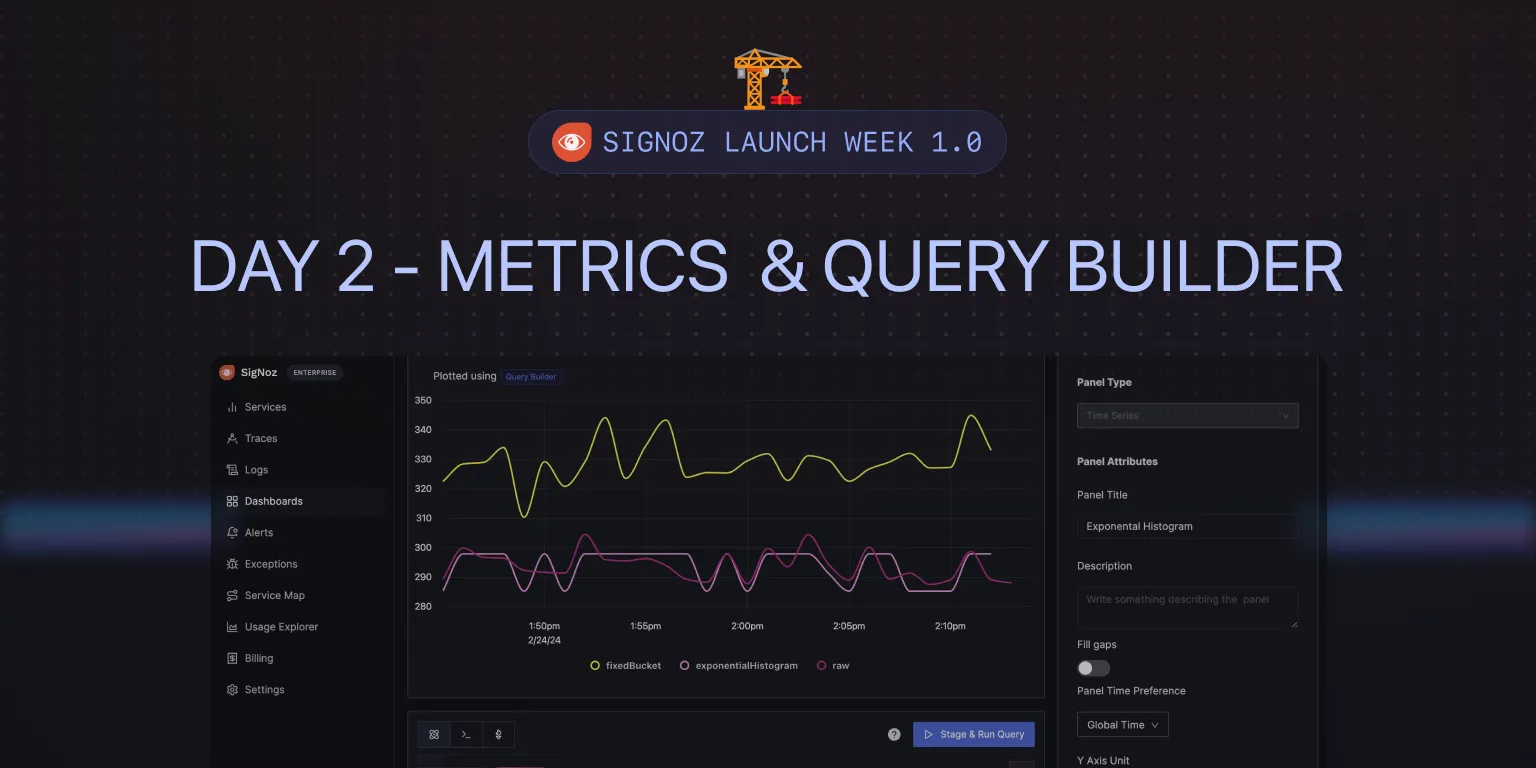 SIGNOZ LAUNCH WEEK 1.0
DAY 2 - METRICS & QUERY BUILDER
SigNoz ENTERPRISE
Services
Traces
Logs
Dashboards
Alerts
Exceptions
Service Map
Usage Explorer
Billing
Settings
Plotted using Query Builder
350
340
330
320
310
300
290
280
1:50pm 1:55pm 2:00pm 2:05pm 2:10pm
2/24/24
fixedBucket exponentialHistogram raw
? Stage & Run Query
Panel Type
Time Series
Panel Attributes
Panel Title
Exponental Histogram
Description
Write something describing the panel
Fill gaps
Panel Time Preference
Global Time
Y Axis Unit